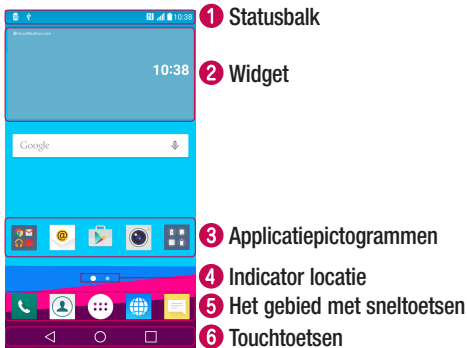 10:38
1 Statusbalk
10:38
2 Widget
Google
3 Applicatiepictogrammen
4 Indicator locatie
5 Het gebied met sneltoetsen
6 Touchtoetsen